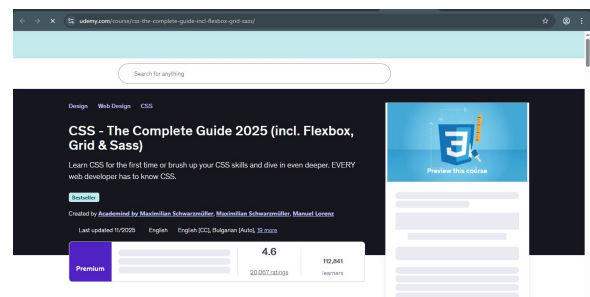 udemy.com/course/css-the-complete-guide-incl-flexbox-grid-sass/
Search for anything
Design Web Design CSS
CSS - The Complete Guide 2025 (incl. Flexbox,
Grid & Sass)
Learn CSS for the first time or brush up your CSS skills and dive in even deeper. EVERY
web developer has to know CSS.
Bestseller
Created by Academind by Maximilian Schwarzmüller, Maximilian Schwarzmüller, Manuel Lorenz
Last updated 11/2025 English English [CC], Bulgarian [Auto], 19 more
Premium
4.6
20,067 ratings
112,841
learners
3
Preview this course